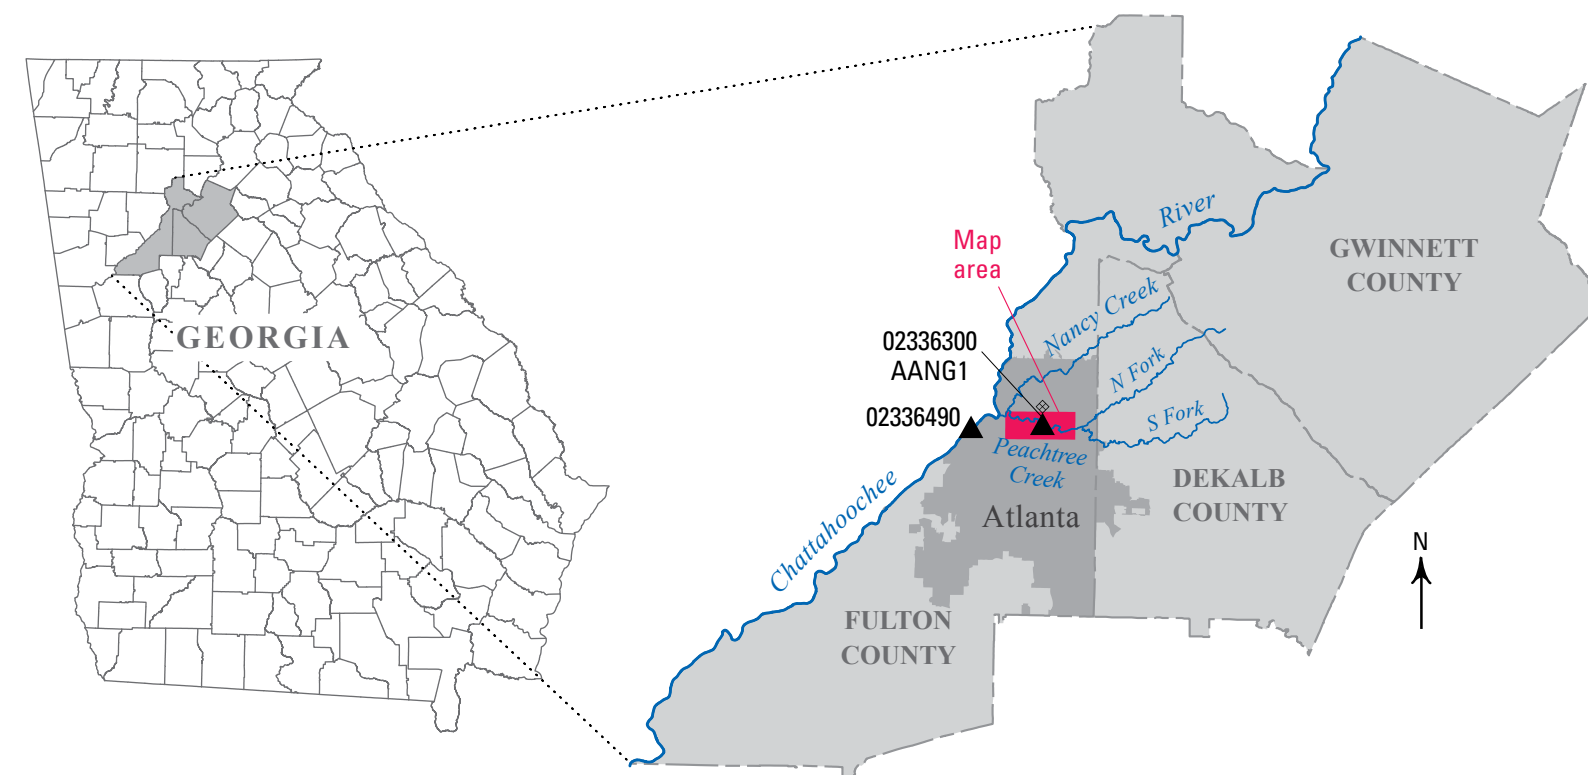 GEORGIA
River
Map
area
GWINNETT
COUNTY
Nancy Creek
02336300
AANG1
N Fork
02336490
S Fork
Peachtree
Creek
DEKALB
COUNTY
Chattahoochee
Atlanta
N
FULTON
COUNTY